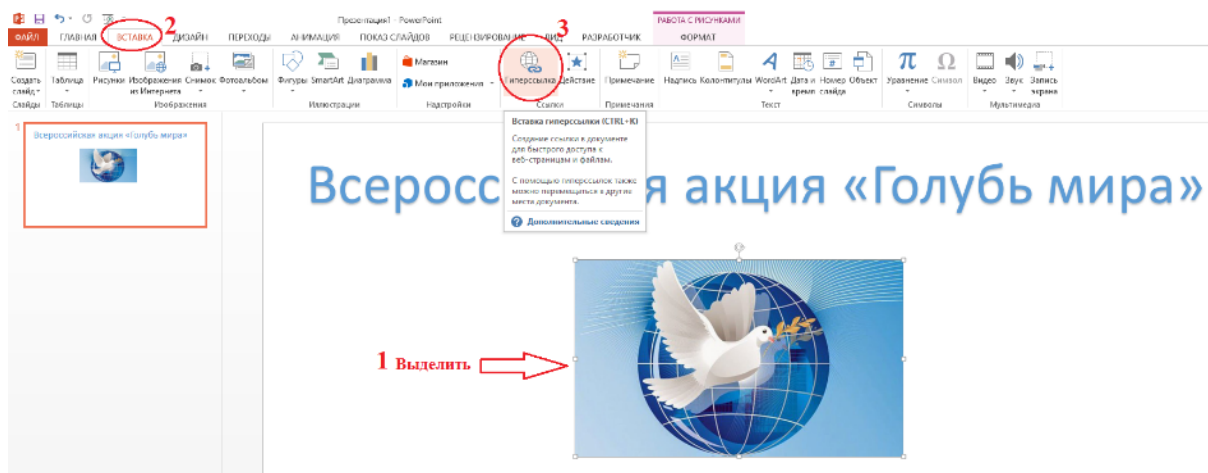 Презентация1 - PowerPoint
РАБОТА С РИСУНКАМИ
2
3
ФАЙЛ ГЛАВНАЯ ВСТАВКА ДИЗАЙН ПЕРЕХОДЫ АНИМАЦИЯ ПОКАЗ СЛАЙДОВ РЕЦЕНЗИРОВАНИЕ ВИД РАЗРАБОТЧИК ФОРМАТ
Создать слайд Таблица Рисунки Изображения из Интернета Снимок Фотоальбом Фигуры SmartArt Диаграмма Магазин Мои приложения Гиперссылка Действие Примечание Надпись Колонтитулы WordArt Дата и время Номер слайда Объект Уравнение Символ Видео Звук Запись экрана
Слайды Таблицы Изображения Иллюстрации Надстройки Ссылки Примечания Текст Символы Мультимедиа
1
Всероссийская акция «Голубь мира»
Вставка гиперссылки (CTRL+K)
Создание ссылки в документе
для быстрого доступа к
веб-страницам и файлам.
С помощью гиперссылок также
можно перемещаться в другие
места документа.
Дополнительные сведения
Всеросс я акция «Голубь мира»
1 Выделить